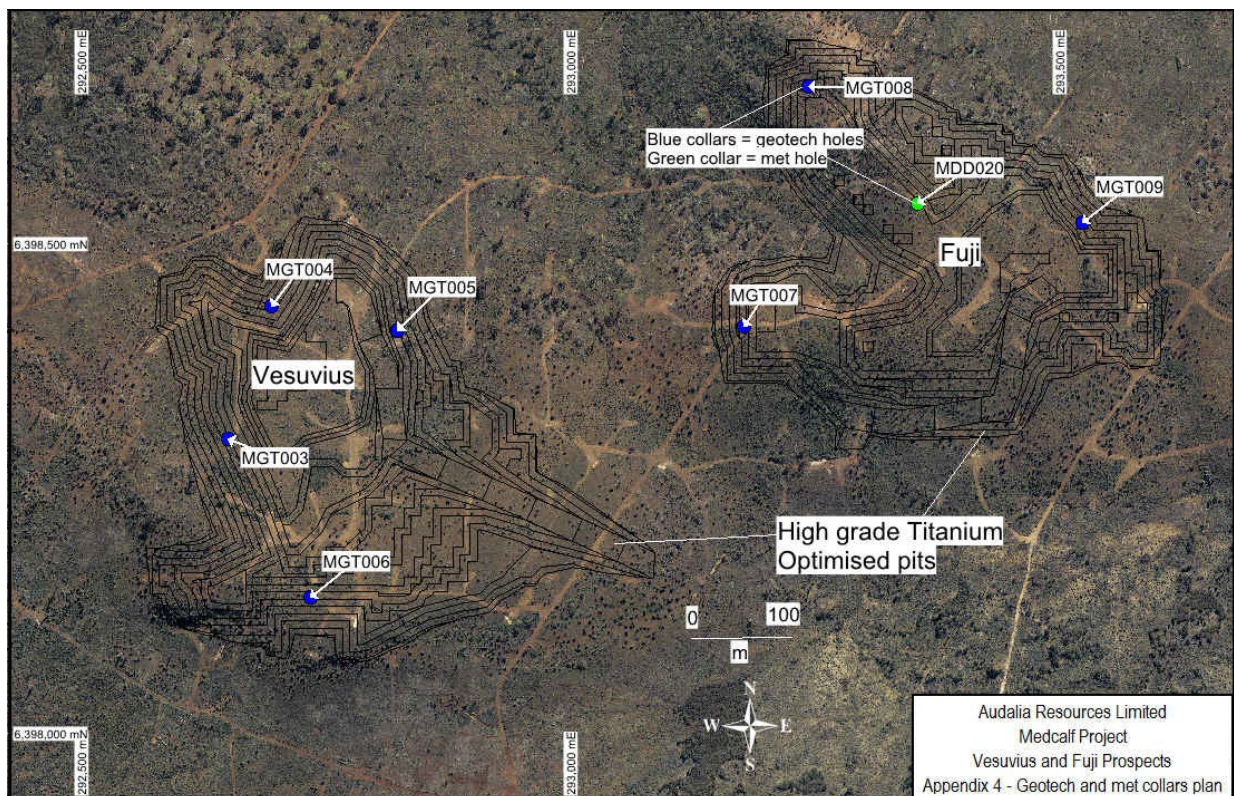 292,500 mE
293,000 mE
293,500 mE
MGT008
Blue collars = geotech holes
Green collar = met hole
MDD020
MGT009
6,398,500 mN
Fuji
MGT004
MGT005
MGT007
Vesuvius
MGT003
High grade Titanium
Optimised pits
MGT006
0 100
m
N
W E
S
6,398,000 mN
292,500 mE
293,000 mE
Audalia Resources Limited
Medcalf Project
Vesuvius and Fuji Prospects
Appendix 4 - Geotech and met collars plan